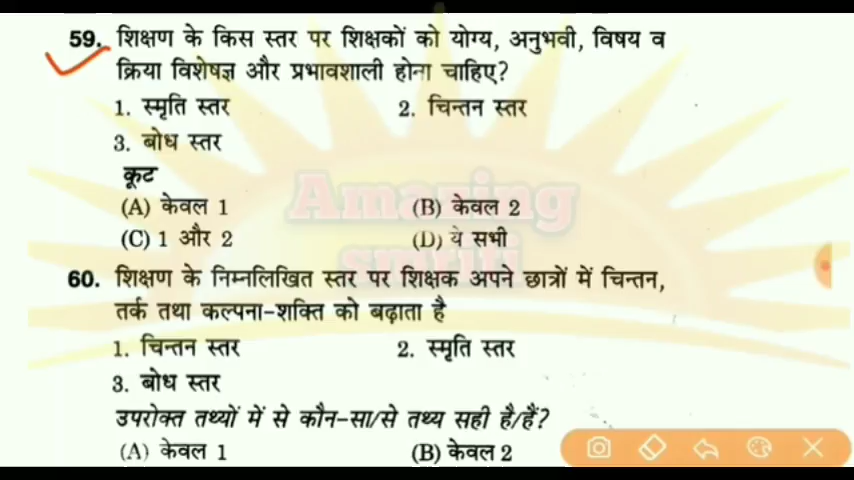 59. शिक्षण के किस स्तर पर शिक्षकों को योग्य, अनुभवी, विषय व
क्रिया विशेषज्ञ और प्रभावशाली होना चाहिए?
1. स्मृति स्तर 2. चिन्तन स्तर
3. बोध स्तर
कूट
(A) केवल 1 (B) केवल 2
(C) 1 और 2 (D) ये सभी
Amazing
smriti
60. शिक्षण के निम्नलिखित स्तर पर शिक्षक अपने छात्रों में चिन्तन,
तर्क तथा कल्पना-शक्ति को बढ़ाता है
1. चिन्तन स्तर 2. स्मृति स्तर
3. बोध स्तर
उपरोक्त तथ्यों में से कौन-सा/से तथ्य सही है/हैं?
(A) केवल 1 (B) केवल 2